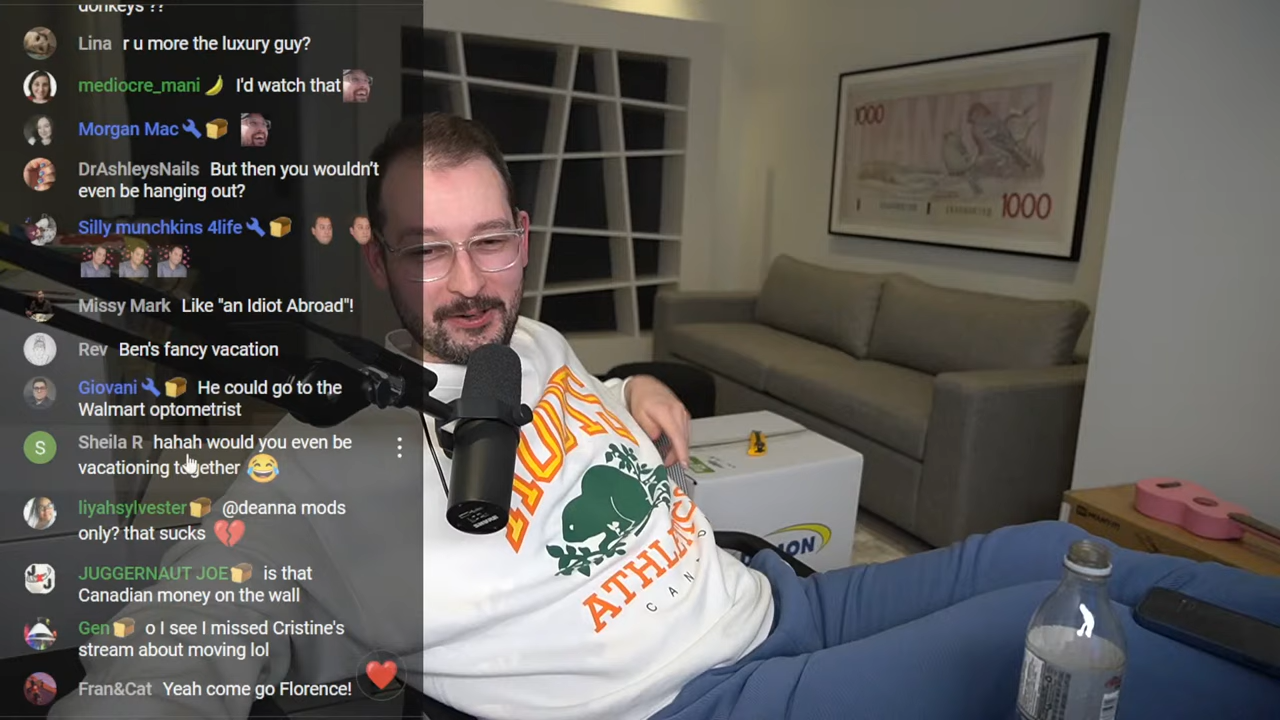 donkeys ??
Lina r u more the luxury guy?
mediocre_mani I'd watch that
Morgan Mac
DrAshleysNails But then you wouldn't
even be hanging out?
Silly munchkins 4life
Missy Mark Like "an Idiot Abroad"!
Rev Ben's fancy vacation
Giovani He could go to the
Walmart optometrist
S Sheila R hahah would you even be
vacationing together
liyahsylvester @deanna mods
only? that sucks
JUGGERNAUT JOE is that
Canadian money on the wall
Gen o I see I missed Cristine's
stream about moving lol
Fran&Cat Yeah come go Florence!
1000
1000
ROOTS
ATHLETICS